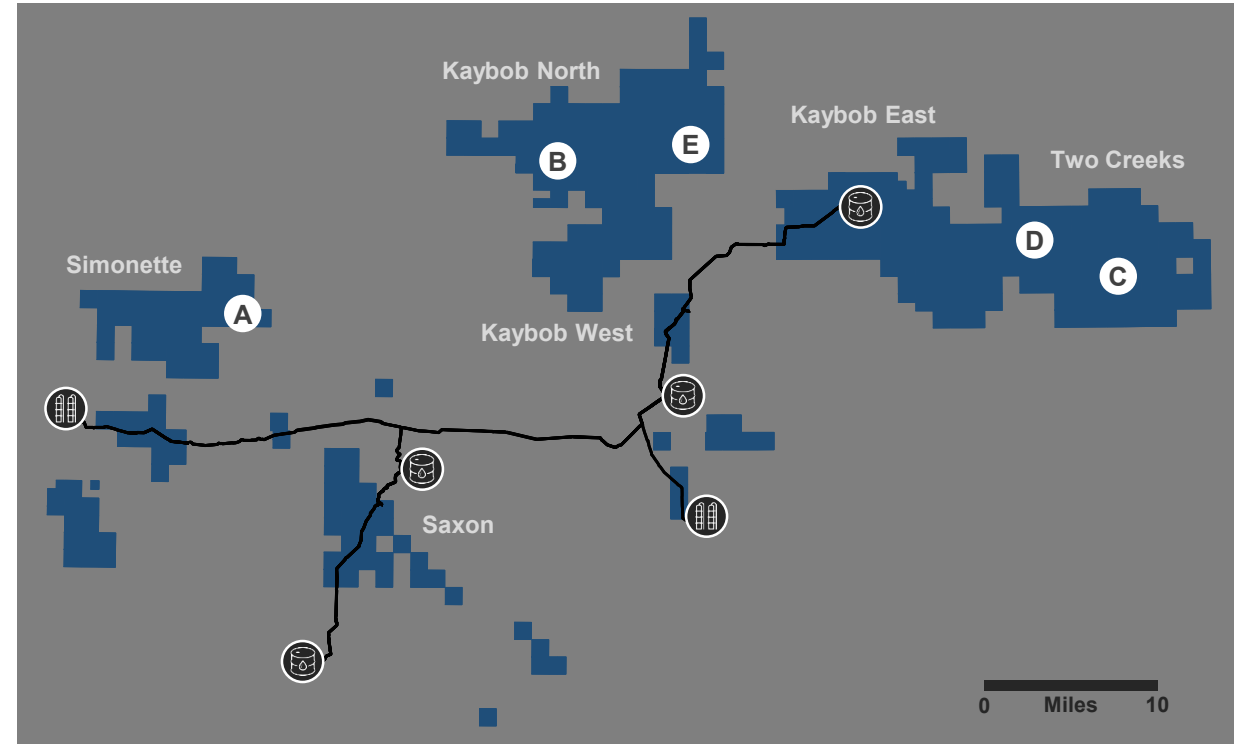 Kaybob North
Kaybob East
E
B
Two Creeks
D
Simonette
C
A
Kaybob West
Saxon
0 Miles 10